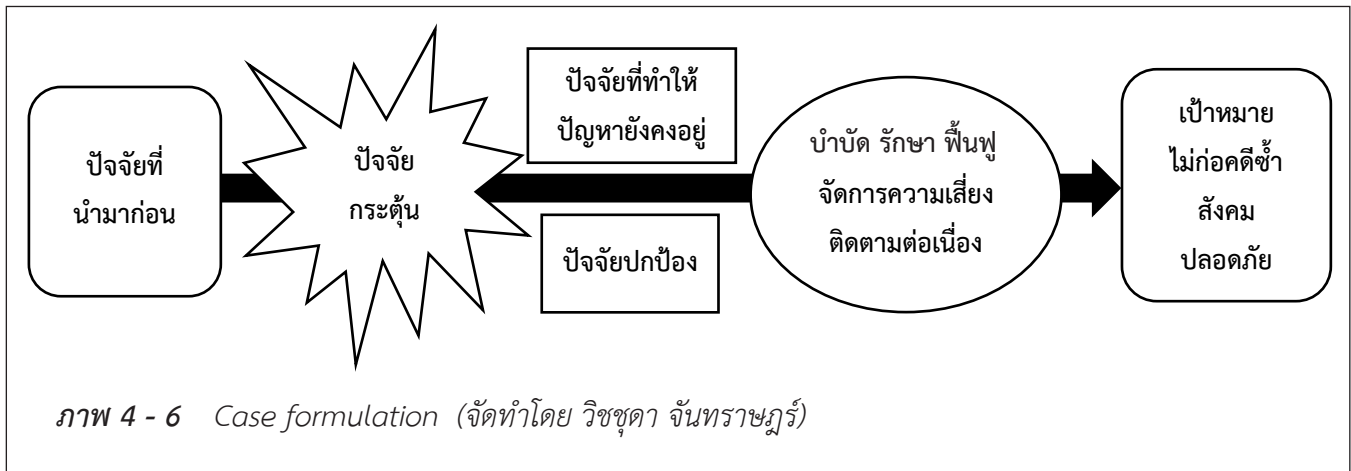 ปัจจัยที่
นำมาก่อน
ปัจจัย
กระตุ้น
ปัจจัยที่ทำให้
ปัญหายังคงอยู่
ปัจจัยปกป้อง
บำบัด รักษา ฟื้นฟู
จัดการความเสี่ยง
ติดตามต่อเนื่อง
เป้าหมาย
ไม่ก่อคดีซ้ำ
สังคม
ปลอดภัย
ภาพ 4 - 6 Case formulation (จัดทำโดย วิชชุดา จันทราษฎร์)